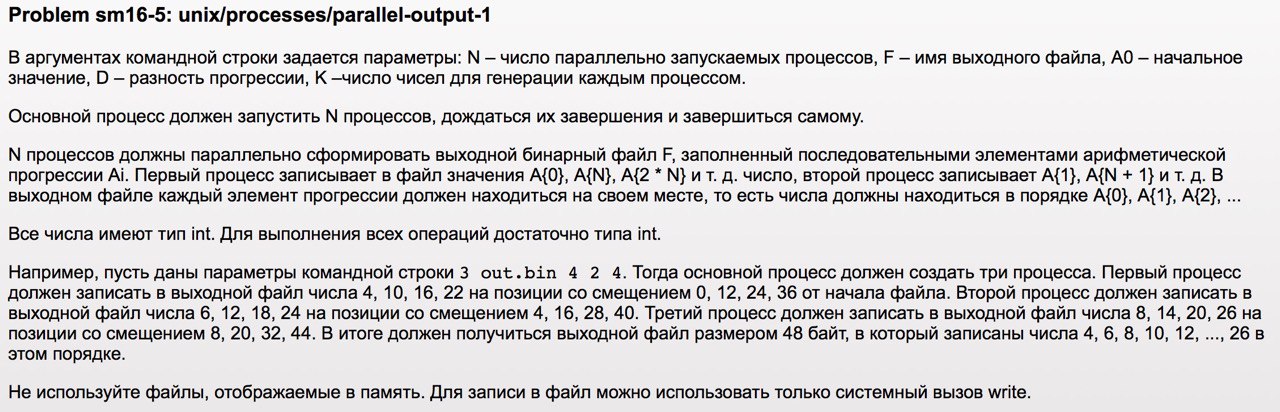 Problem sm16-5: unix/processes/parallel-output-1
В аргументах командной строки задается параметры: N – число параллельно запускаемых процессов, F – имя выходного файла, A0 – начальное
значение, D – разность прогрессии, K –число чисел для генерации каждым процессом.
Основной процесс должен запустить N процессов, дождаться их завершения и завершиться самому.
N процессов должны параллельно сформировать выходной бинарный файл F, заполненный последовательными элементами арифметической
прогрессии Ai. Первый процесс записывает в файл значения A{0}, A{N}, A{2 * N} и т. д. число, второй процесс записывает A{1}, A{N + 1} и т. д. В
выходном файле каждый элемент прогрессии должен находиться на своем месте, то есть числа должны находиться в порядке A{0}, A{1}, A{2}, ...
Все числа имеют тип int. Для выполнения всех операций достаточно типа int.
Например, пусть даны параметры командной строки 3 out.bin 4 2 4. Тогда основной процесс должен создать три процесса. Первый процесс
должен записать в выходной файл числа 4, 10, 16, 22 на позиции со смещением 0, 12, 24, 36 от начала файла. Второй процесс должен записать в
выходной файл числа 6, 12, 18, 24 на позиции со смещением 4, 16, 28, 40. Третий процесс должен записать в выходной файл числа 8, 14, 20, 26 на
позиции со смещением 8, 20, 32, 44. В итоге должен получиться выходной файл размером 48 байт, в который записаны числа 4, 6, 8, 10, 12, ..., 26 в
этом порядке.
Не используйте файлы, отображаемые в память. Для записи в файл можно использовать только системный вызов write.